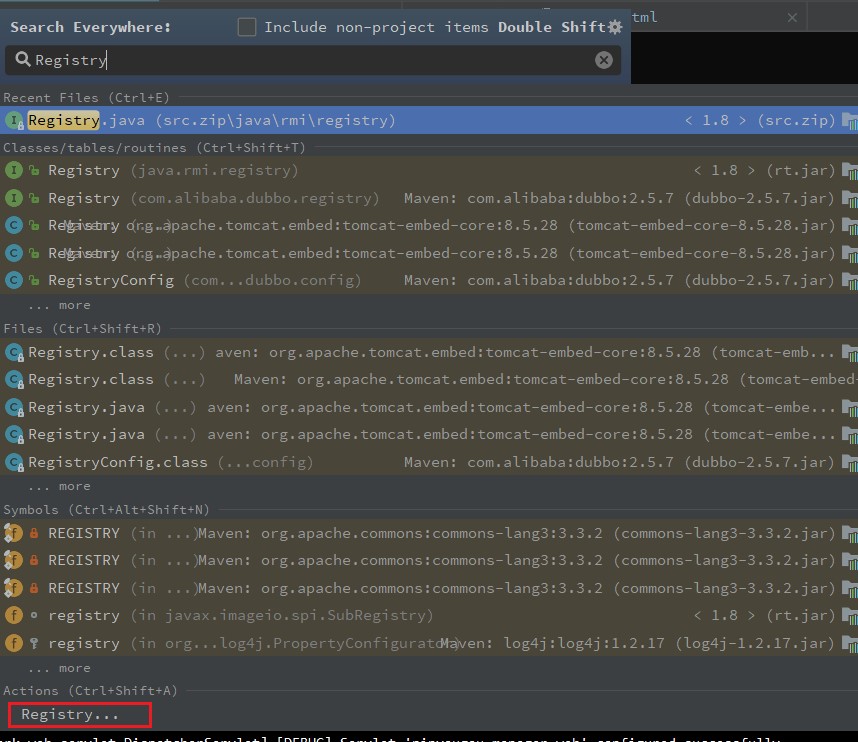 tml
Search Everywhere: Include non-project items Double Shift
Registry
Recent Files (Ctrl+E)
Registry.java (src.zip\java\rmi\registry) < 1.8 > (src.zip)
Classes/tables/routines (Ctrl+Shift+T)
Registry (java.rmi.registry) < 1.8 > (rt.jar)
Registry (com.alibaba.dubbo.registry) Maven: com.alibaba:dubbo:2.5.7 (dubbo-2.5.7.jar)
Registry Maven: org.apache.tomcat.embed:tomcat-embed-core:8.5.28 (tomcat-embed-core-8.5.28.jar)
Registry Maven: org.apache.tomcat.embed:tomcat-embed-core:8.5.28 (tomcat-embed-core-8.5.28.jar)
RegistryConfig (com...dubbo.config) Maven: com.alibaba:dubbo:2.5.7 (dubbo-2.5.7.jar)
... more
Files (Ctrl+Shift+R)
Registry.class (...) aven: org.apache.tomcat.embed:tomcat-embed-core:8.5.28 (tomcat-emb...
Registry.class (...) Maven: org.apache.tomcat.embed:tomcat-embed-core:8.5.28 (tomcat-embed-
Registry.java (...) aven: org.apache.tomcat.embed:tomcat-embed-core:8.5.28 (tomcat-embe...
Registry.java (...) aven: org.apache.tomcat.embed:tomcat-embed-core:8.5.28 (tomcat-embe...
RegistryConfig.class (...config) Maven: com.alibaba:dubbo:2.5.7 (dubbo-2.5.7.jar)
... more
Symbols (Ctrl+Alt+Shift+N)
REGISTRY (in ...)Maven: org.apache.commons:commons-lang3:3.3.2 (commons-lang3-3.3.2.jar)
REGISTRY (in ...)Maven: org.apache.commons:commons-lang3:3.3.2 (commons-lang3-3.3.2.jar)
REGISTRY (in ...)Maven: org.apache.commons:commons-lang3:3.3.2 (commons-lang3-3.3.2.jar)
registry (in javax.imageio.spi.SubRegistry) < 1.8 > (rt.jar)
registry (in org...log4j.PropertyConfigurator) Maven: log4j:log4j:1.2.17 (log4j-1.2.17.jar)
... more
Actions (Ctrl+Shift+A)
Registry...